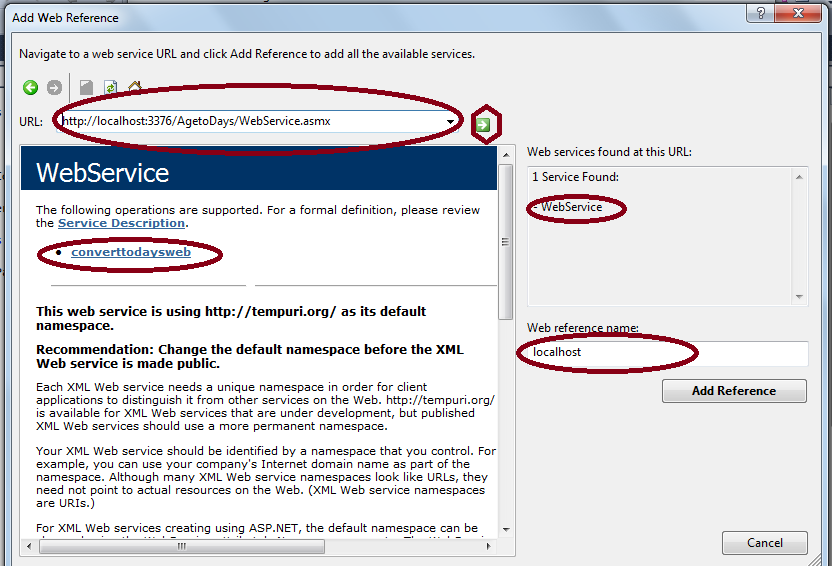 Add Web Reference
?
Navigate to a web service URL and click Add Reference to add all the available services.
URL:
http://localhost:3376/AgetoDays/WebService.asmx
WebService
The following operations are supported. For a formal definition, please review
the Service Description.
• converttodaysweb
This web service is using http://tempuri.org/ as its default
namespace.
Recommendation: Change the default namespace before the XML
Web service is made public.
Each XML Web service needs a unique namespace in order for client
applications to distinguish it from other services on the Web. http://tempuri.org/
is available for XML Web services that are under development, but published
XML Web services should use a more permanent namespace.
Your XML Web service should be identified by a namespace that you control. For
example, you can use your company's Internet domain name as part of the
namespace. Although many XML Web service namespaces look like URLs, they
need not point to actual resources on the Web. (XML Web service namespaces
are URIs.)
For XML Web services creating using ASP.NET, the default namespace can be
Web services found at this URL:
1 Service Found:
- WebService
Web reference name:
localhost
Add Reference
Cancel